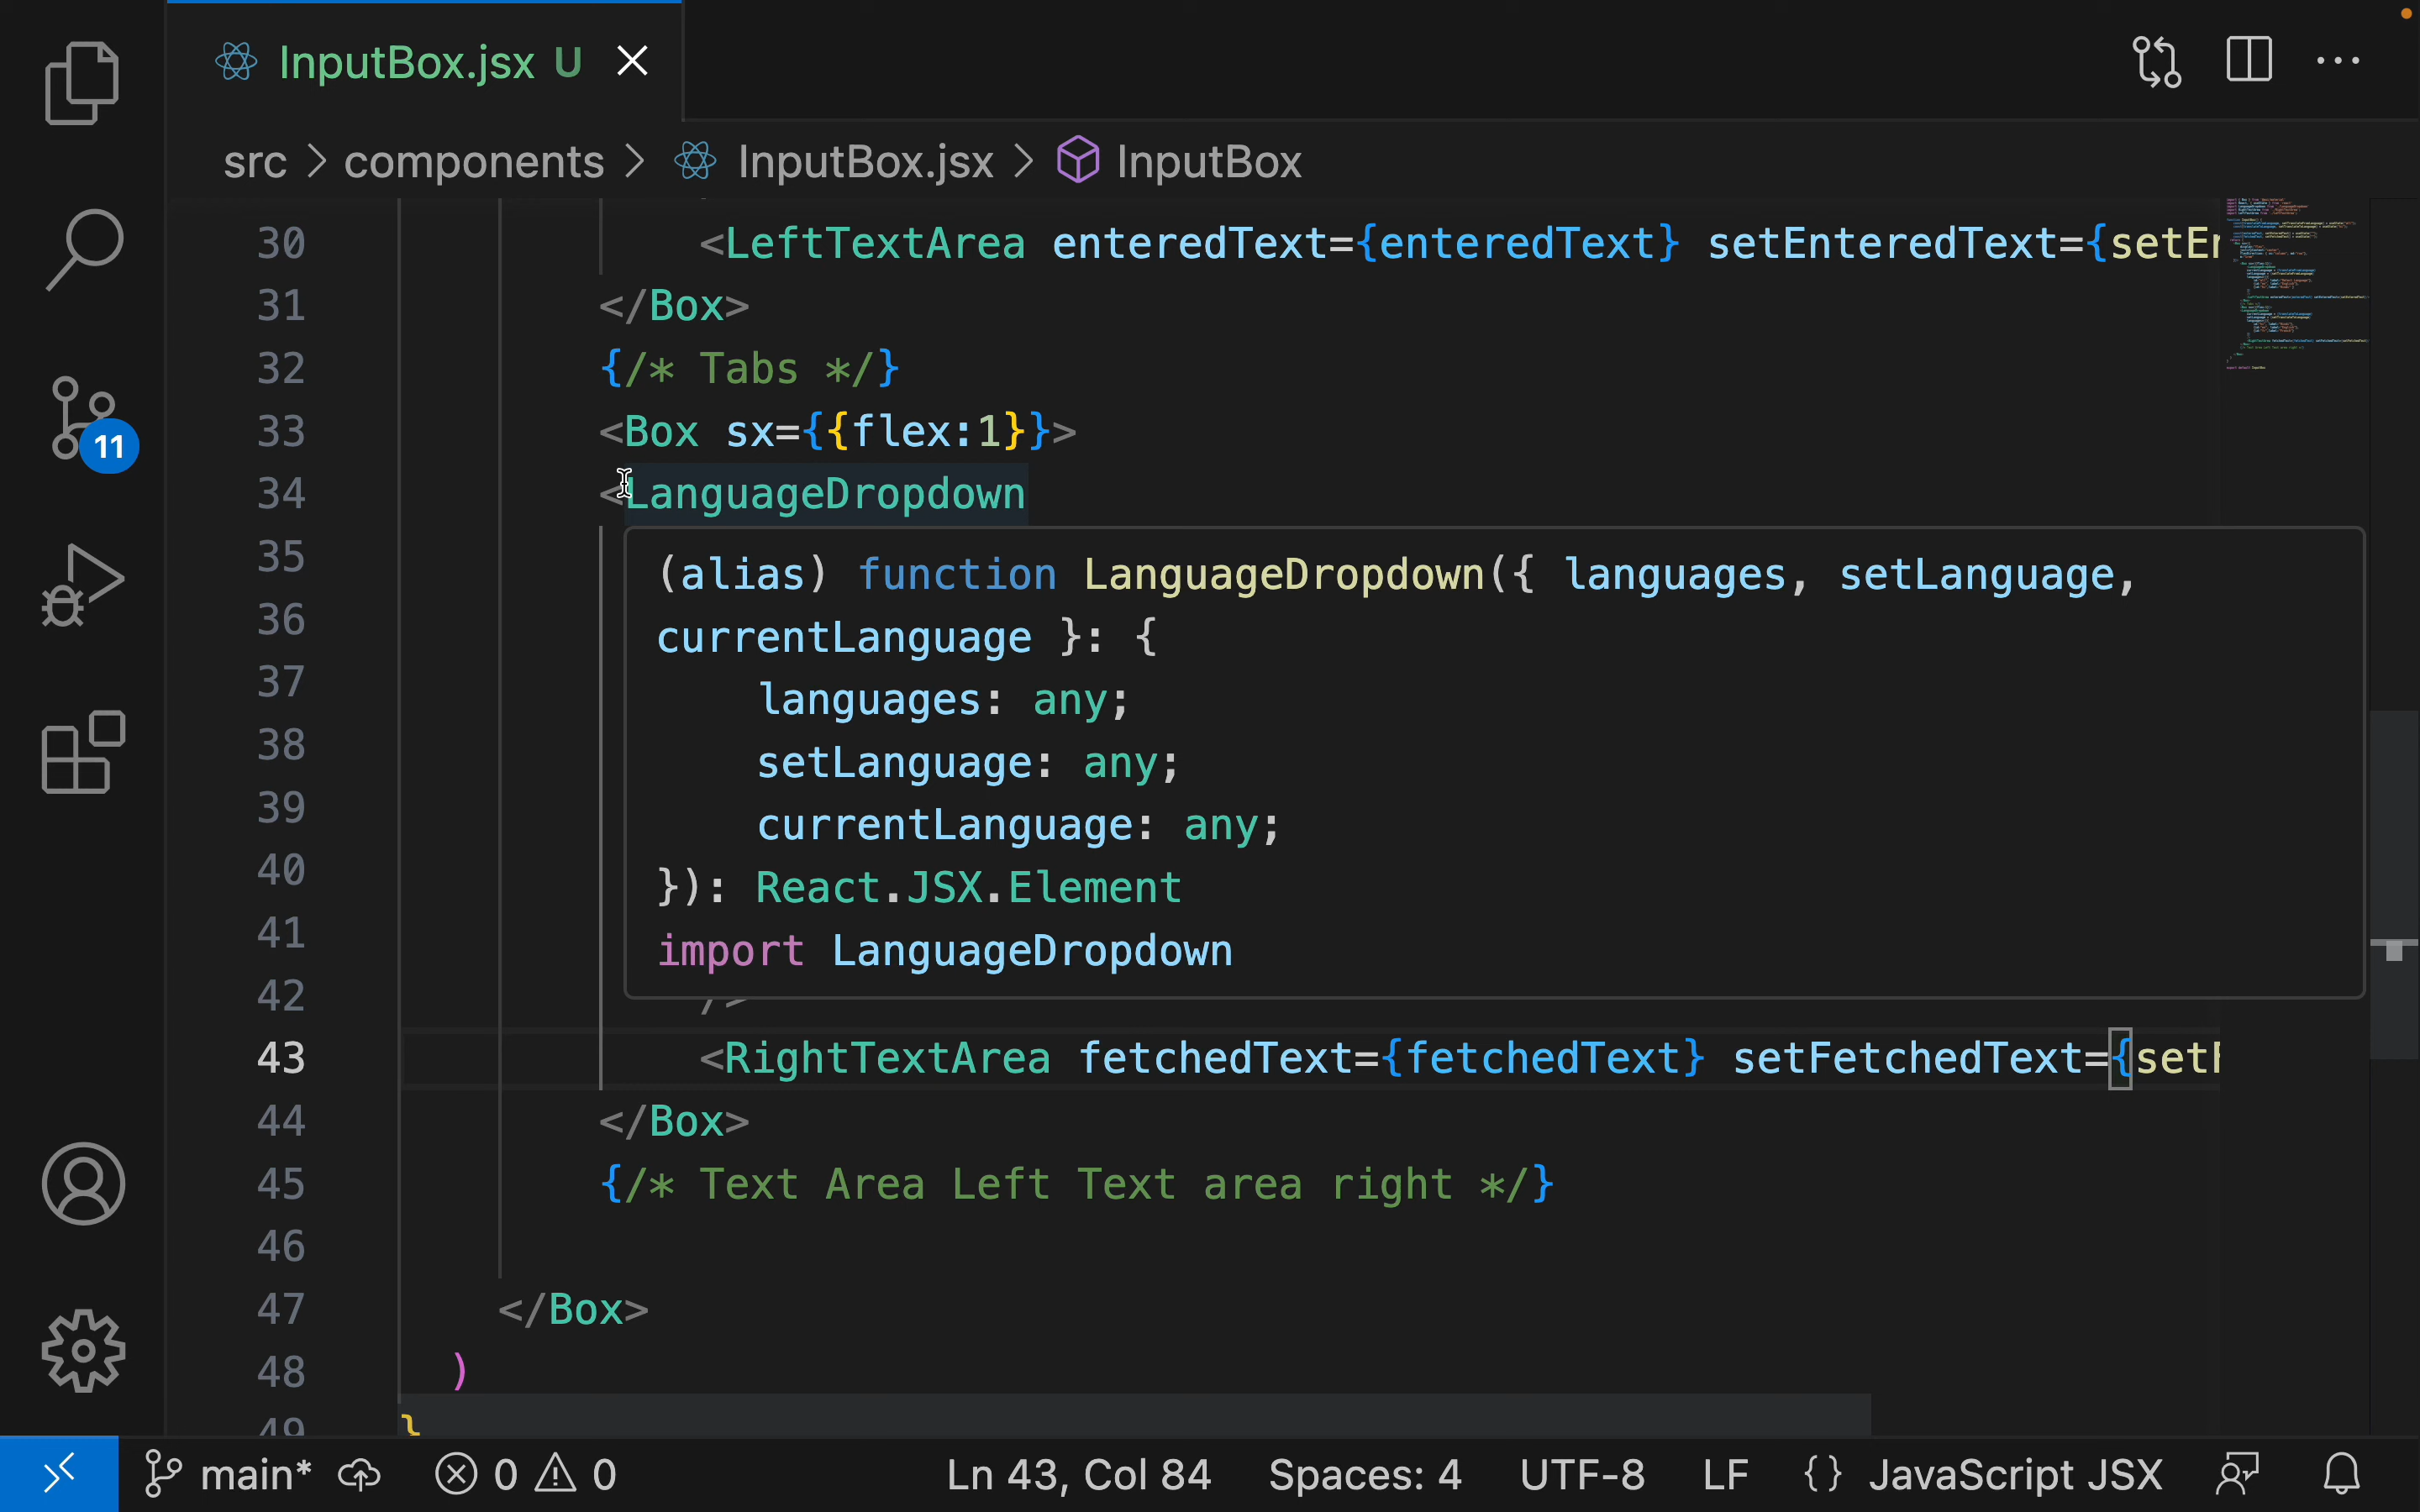 InputBox.jsx U
src > components > InputBox.jsx > InputBox
30 <LeftTextArea enteredText={enteredText} setEnteredText={setEn
31 </Box>
32 {/* Tabs */}
33 <Box sx={{flex:1}}>
34 <LanguageDropdown
35 (alias) function LanguageDropdown({ languages, setLanguage,
36 currentLanguage }: {
37 languages: any;
38 setLanguage: any;
39 currentLanguage: any;
40 }): React.JSX.Element
41 import LanguageDropdown
42 />
43 <RightTextArea fetchedText={fetchedText} setFetchedText={setF
44 </Box>
45 {/* Text Area Left Text area right */}
46
47 </Box>
48 )
49 }
11
main* 0 0 Ln 43, Col 84 Spaces: 4 UTF-8 LF {} JavaScript JSX